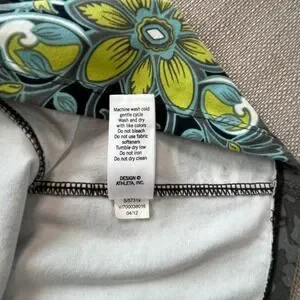 Machine wash cold
gentle cycle
Wash and dry
with like colors
Do not bleach
Do not use fabric
softeners
Tumble dry low
Do not iron
Do not dry clean
DESIGN ©
ATHLETA, INC.
04/12